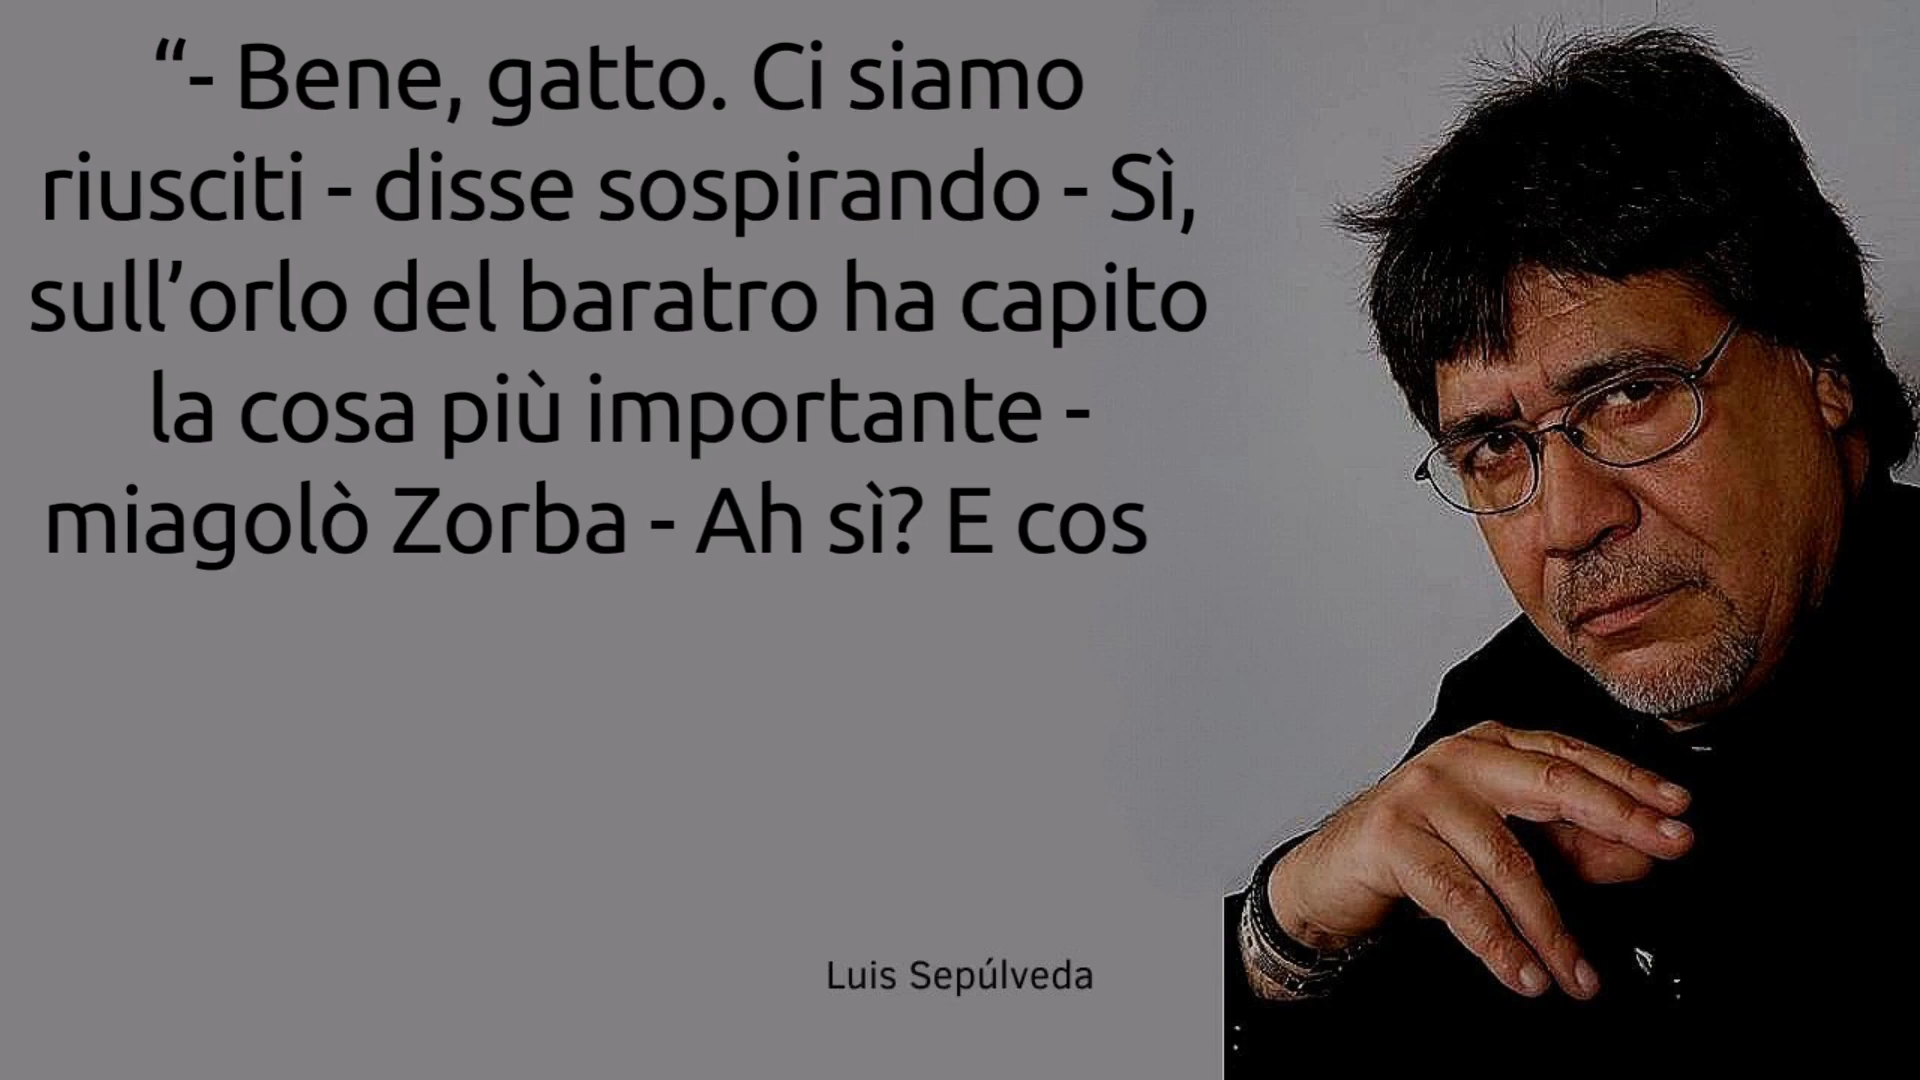 “- Bene, gatto. Ci siamo
riusciti - disse sospirando - Sì,
sull’orlo del baratro ha capito
la cosa più importante -
miagolò Zorba - Ah sì? E cos
Luis Sepúlveda